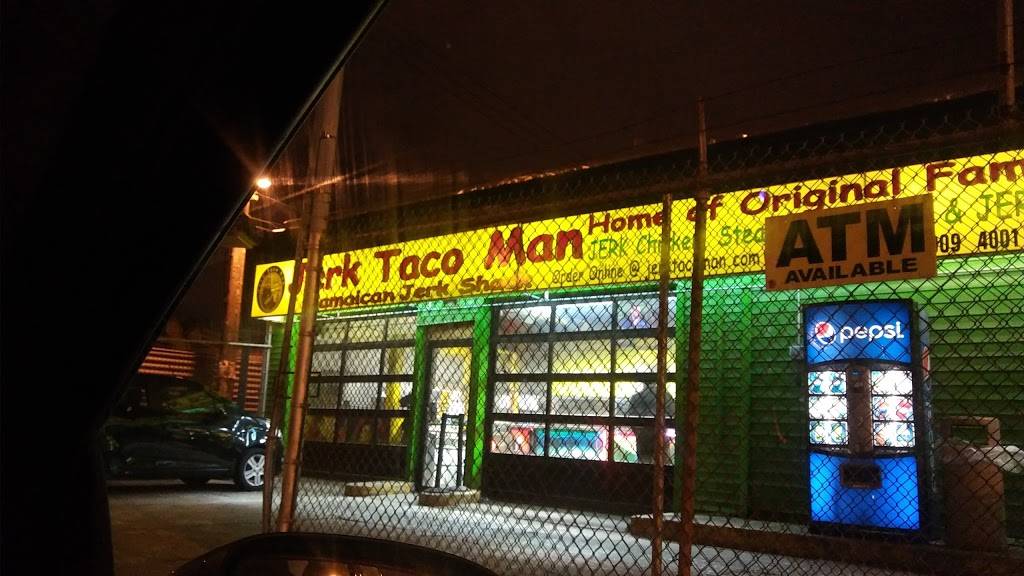 Jerk Taco Man
Jamaican Jerk Shack
Home of Original Fam
JERK Chicken Stea & JER
Order Online @ jerktacoman.com
909 4001
ATM
AVAILABLE
pepsi